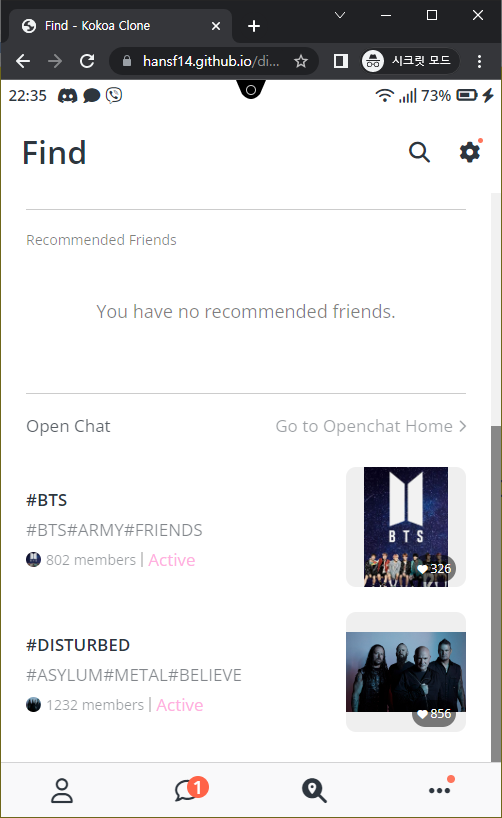 Find - Kokoa Clone
hansf14.github.io/di...
시크릿 모드
22:35
73%
Find
Recommended Friends
You have no recommended friends.
Open Chat
Go to Openchat Home
#BTS
#BTS#ARMY#FRIENDS
802 members | Active
BTS
326
#DISTURBED
#ASYLUM#METAL#BELIEVE
1232 members | Active
856
1